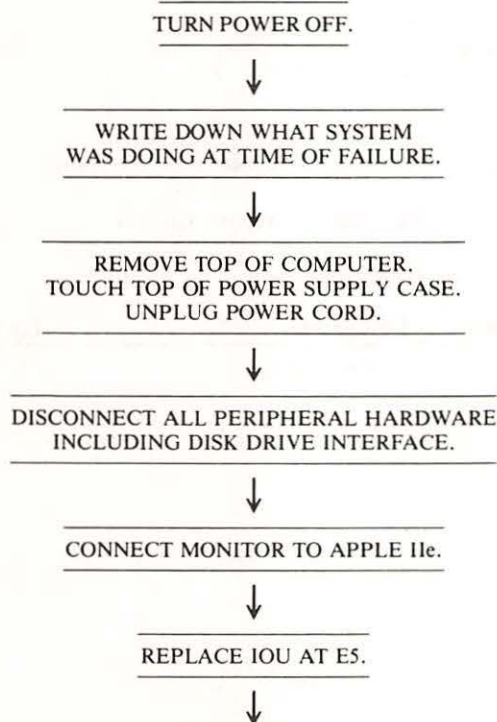 TURN POWER OFF.
WRITE DOWN WHAT SYSTEM
WAS DOING AT TIME OF FAILURE.
REMOVE TOP OF COMPUTER.
TOUCH TOP OF POWER SUPPLY CASE.
UNPLUG POWER CORD.
DISCONNECT ALL PERIPHERAL HARDWARE
INCLUDING DISK DRIVE INTERFACE.
CONNECT MONITOR TO APPLE IIe.
REPLACE IOU AT E5.